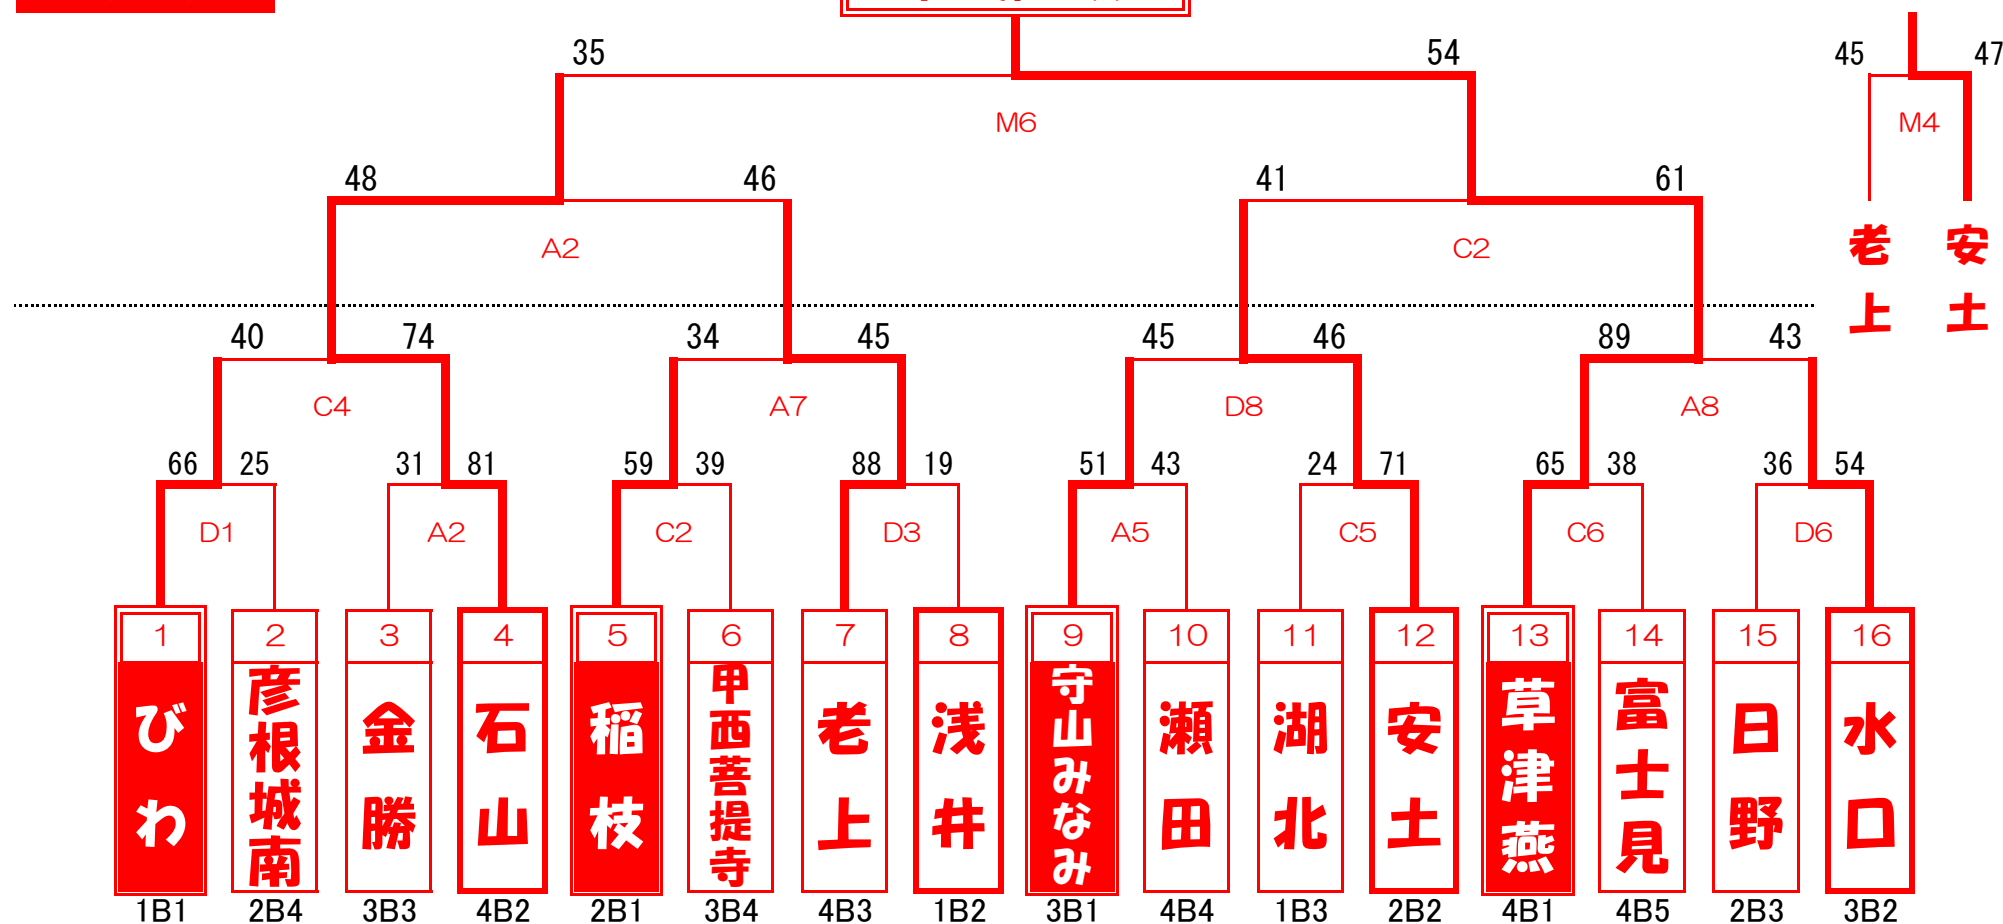 35 54 45 47
M6 M4
48 46 41 61
A2 C2
老上 安土
40 74 34 45 45 46 89 43
C4 A7 D8 A8
66 25 31 81 59 39 88 19 51 43 24 71 65 38 36 54
D1 A2 C2 D3 A5 C5 C6 D6
1 2 3 4 5 6 7 8 9 10 11 12 13 14 15 16
びわ 彦根城南 金勝 石山 稲枝 甲西菩提寺 老上 浅井 守山みなみ 瀬田 湖北 安土 草津燕 富士見 日野 水口
1B1 2B4 3B3 4B2 2B1 3B4 4B3 1B2 3B1 4B4 1B3 2B2 4B1 4B5 2B3 3B2